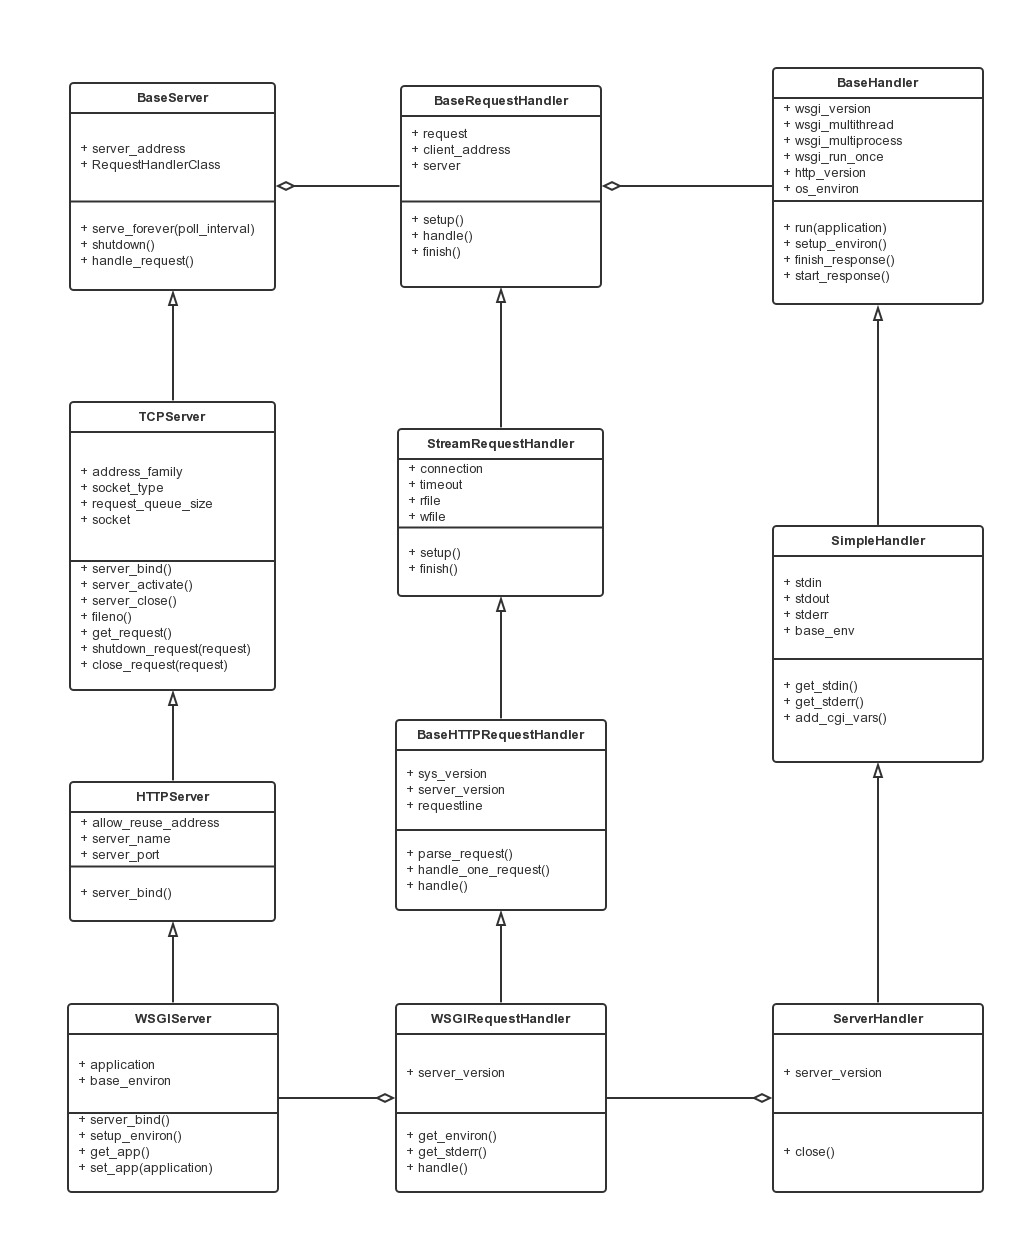 BaseServer
+ server_address
+ RequestHandlerClass
+ serve_forever(poll_interval)
+ shutdown()
+ handle_request()
BaseRequestHandler
+ request
+ client_address
+ server
+ setup()
+ handle()
+ finish()
BaseHandler
+ wsgi_version
+ wsgi_multithread
+ wsgi_multiprocess
+ wsgi_run_once
+ http_version
+ os_environ
+ run(application)
+ setup_environ()
+ finish_response()
+ start_response()
TCPServer
+ address_family
+ socket_type
+ request_queue_size
+ socket
+ server_bind()
+ server_activate()
+ server_close()
+ fileno()
+ get_request()
+ shutdown_request(request)
+ close_request(request)
StreamRequestHandler
+ connection
+ timeout
+ rfile
+ wfile
+ setup()
+ finish()
SimpleHandler
+ stdin
+ stdout
+ stderr
+ base_env
+ get_stdin()
+ get_stderr()
+ add_cgi_vars()
HTTPServer
+ allow_reuse_address
+ server_name
+ server_port
+ server_bind()
BaseHTTPRequestHandler
+ sys_version
+ server_version
+ requestline
+ parse_request()
+ handle_one_request()
+ handle()
WSGIServer
+ application
+ base_environ
+ server_bind()
+ setup_environ()
+ get_app()
+ set_app(application)
WSGIRequestHandler
+ server_version
+ get_environ()
+ get_stderr()
+ handle()
ServerHandler
+ server_version
+ close()